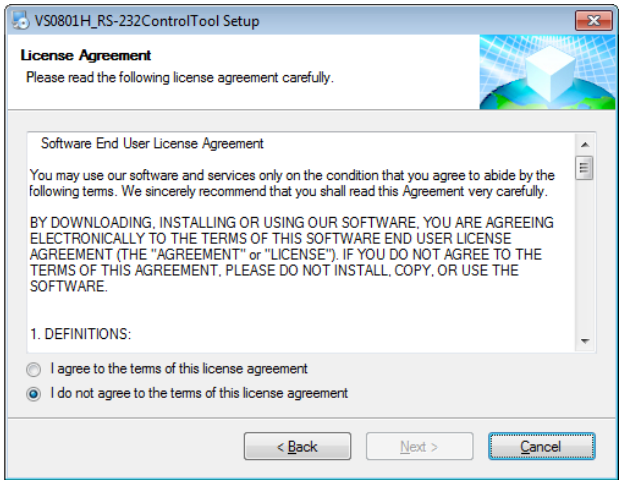 VS0801H_RS-232ControlTool Setup
License Agreement
Please read the following license agreement carefully.
Software End User License Agreement
You may use our software and services only on the condition that you agree to abide by the
following terms. We sincerely recommend that you shall read this Agreement very carefully.
BY DOWNLOADING, INSTALLING OR USING OUR SOFTWARE, YOU ARE AGREEING
ELECTRONICALLY TO THE TERMS OF THIS SOFTWARE END USER LICENSE
AGREEMENT (THE "AGREEMENT" or "LICENSE"). IF YOU DO NOT AGREE TO THE
TERMS OF THIS AGREEMENT, PLEASE DO NOT INSTALL, COPY, OR USE THE
SOFTWARE.
1. DEFINITIONS:
I agree to the terms of this license agreement
I do not agree to the terms of this license agreement
< Back
Next >
Cancel